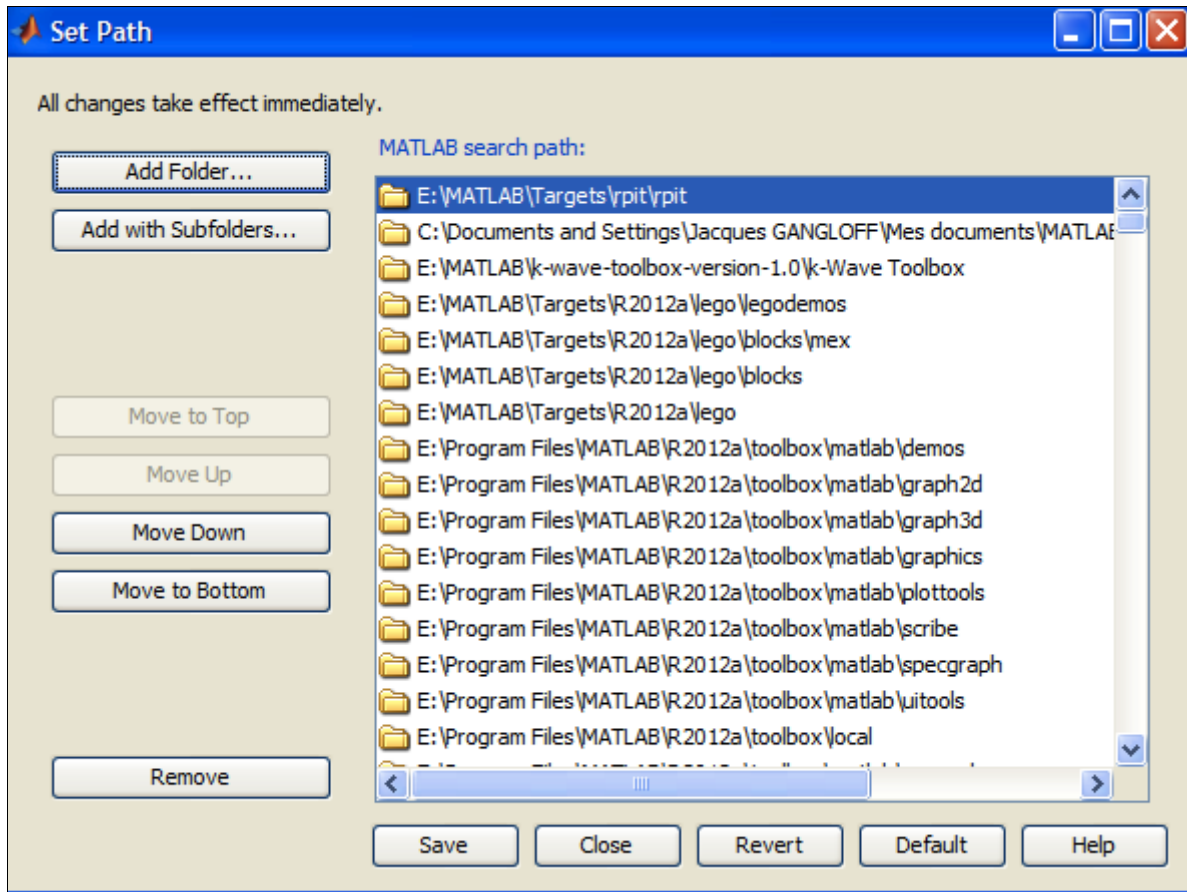 Set Path
All changes take effect immediately.
MATLAB search path:
Add Folder...
Add with Subfolders...
Move to Top
Move Up
Move Down
Move to Bottom
Remove
E:\MATLAB\Targets\rpit\rpit
C:\Documents and Settings\Jacques GANGLOFF\Mes documents\MATLAB
E:\MATLAB\k-wave-toolbox-version-1.0\k-Wave Toolbox
E:\MATLAB\Targets\R2012a\lego\legodemos
E:\MATLAB\Targets\R2012a\lego\blocks\mex
E:\MATLAB\Targets\R2012a\lego\blocks
E:\MATLAB\Targets\R2012a\lego
E:\Program Files\MATLAB\R2012a\toolbox\matlab\demos
E:\Program Files\MATLAB\R2012a\toolbox\matlab\graph2d
E:\Program Files\MATLAB\R2012a\toolbox\matlab\graph3d
E:\Program Files\MATLAB\R2012a\toolbox\matlab\graphics
E:\Program Files\MATLAB\R2012a\toolbox\matlab\plottools
E:\Program Files\MATLAB\R2012a\toolbox\matlab\scribe
E:\Program Files\MATLAB\R2012a\toolbox\matlab\specgraph
E:\Program Files\MATLAB\R2012a\toolbox\matlab\uitools
E:\Program Files\MATLAB\R2012a\toolbox\local
Save
Close
Revert
Default
Help